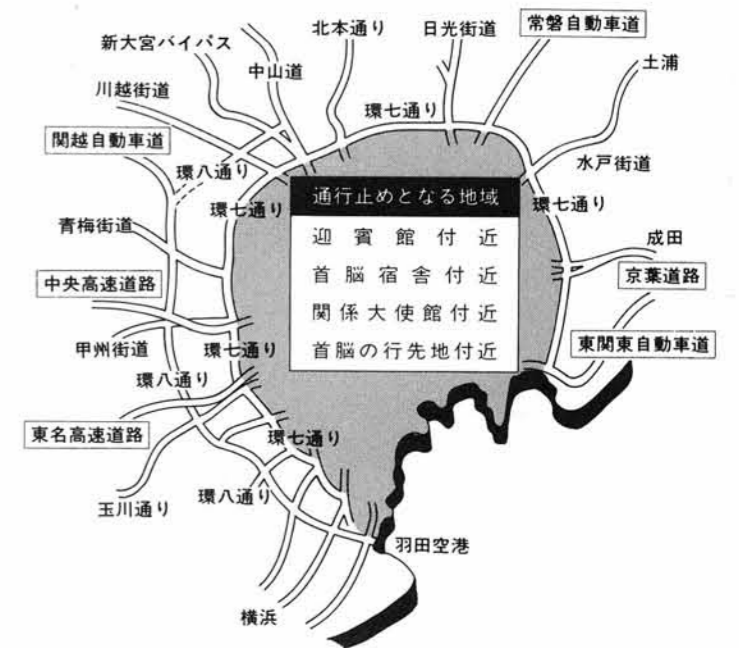 北本通り
日光街道
常磐自動車道
新大宮バイパス
中山道
土浦
川越街道
環七通り
関越自動車道
環八通り
水戸街道
環七通り
環七通り
通行止めとなる地域
迎賓館付近
首脳宿舎付近
関係大使館付近
首脳の行先地付近
青梅街道
成田
中央高速道路
京葉道路
甲州街道
環七通り
東関東自動車道
環八通り
東名高速道路
環七通り
環八通り
玉川通り
羽田空港
横浜